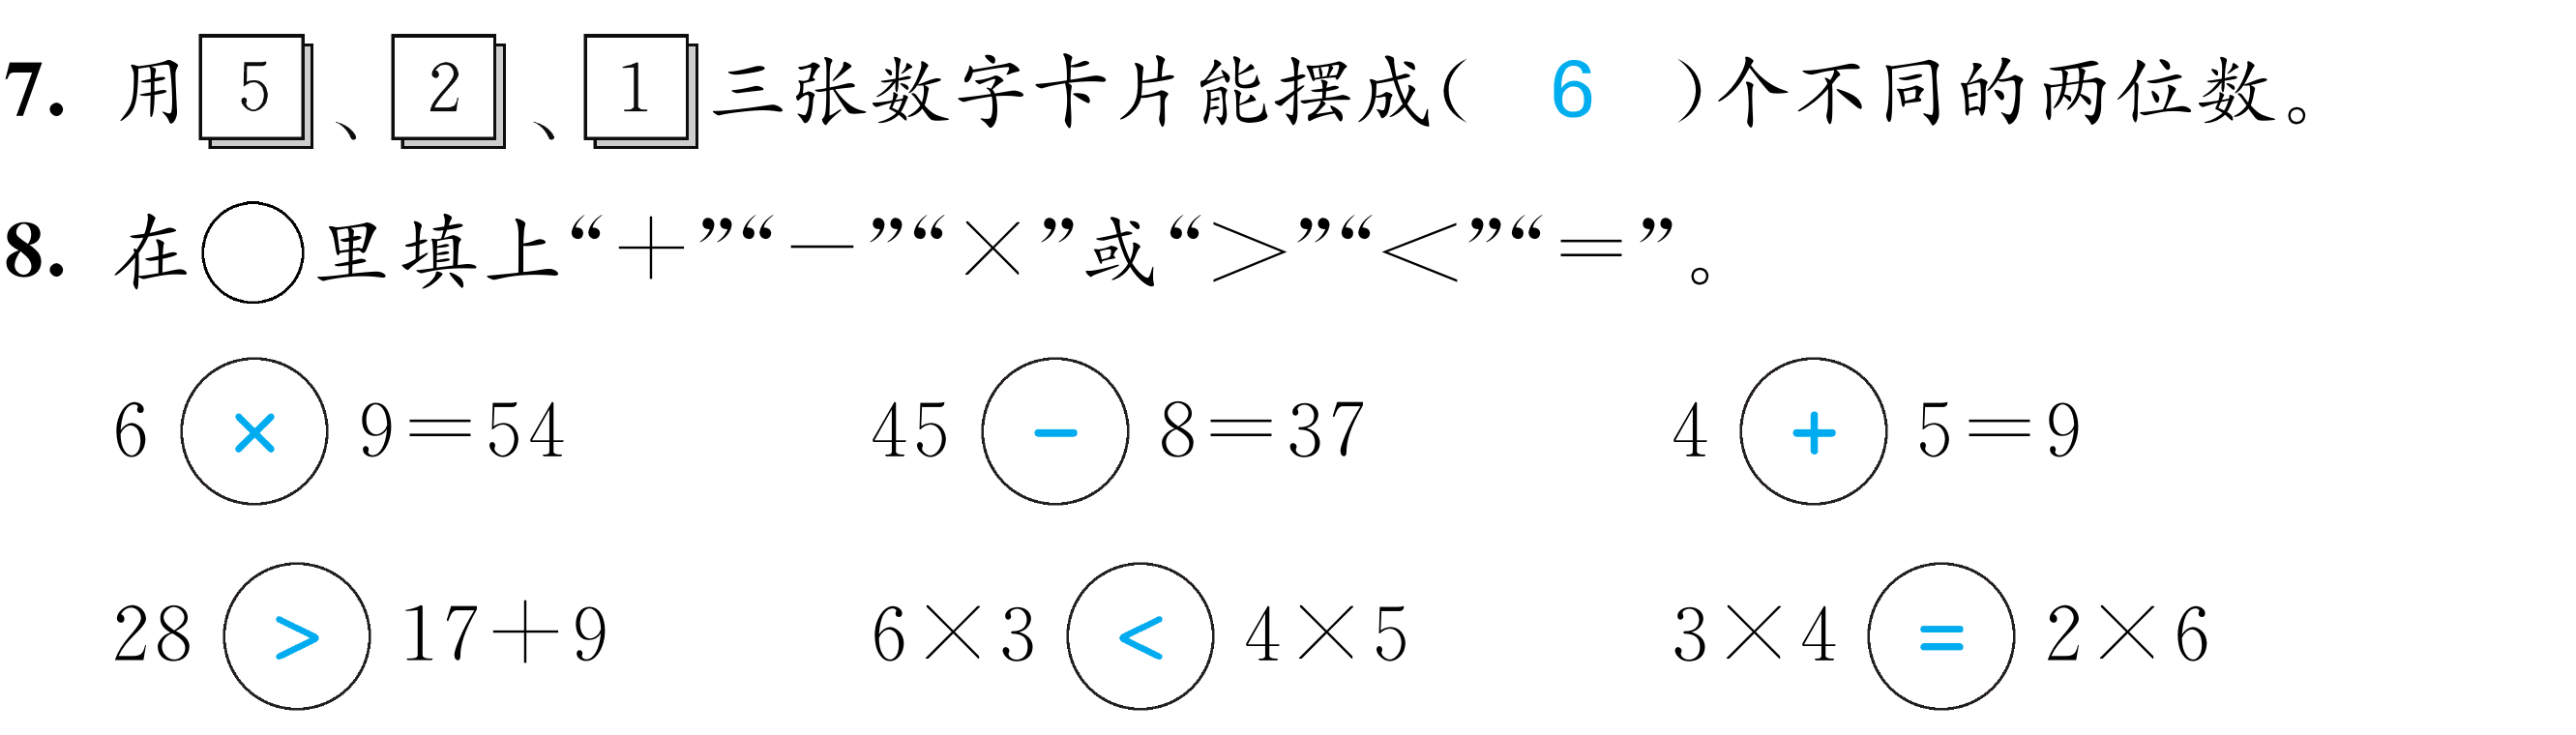 7. 用5、2、1三张数字卡片能摆成( 6 )个不同的两位数。
8. 在○里填上“+”“-”“×”或“>”“<”“=”。
6 × 9=54 45 - 8=37 4 + 5=9
28 > 17+9 6×3 < 4×5 3×4 = 2×6